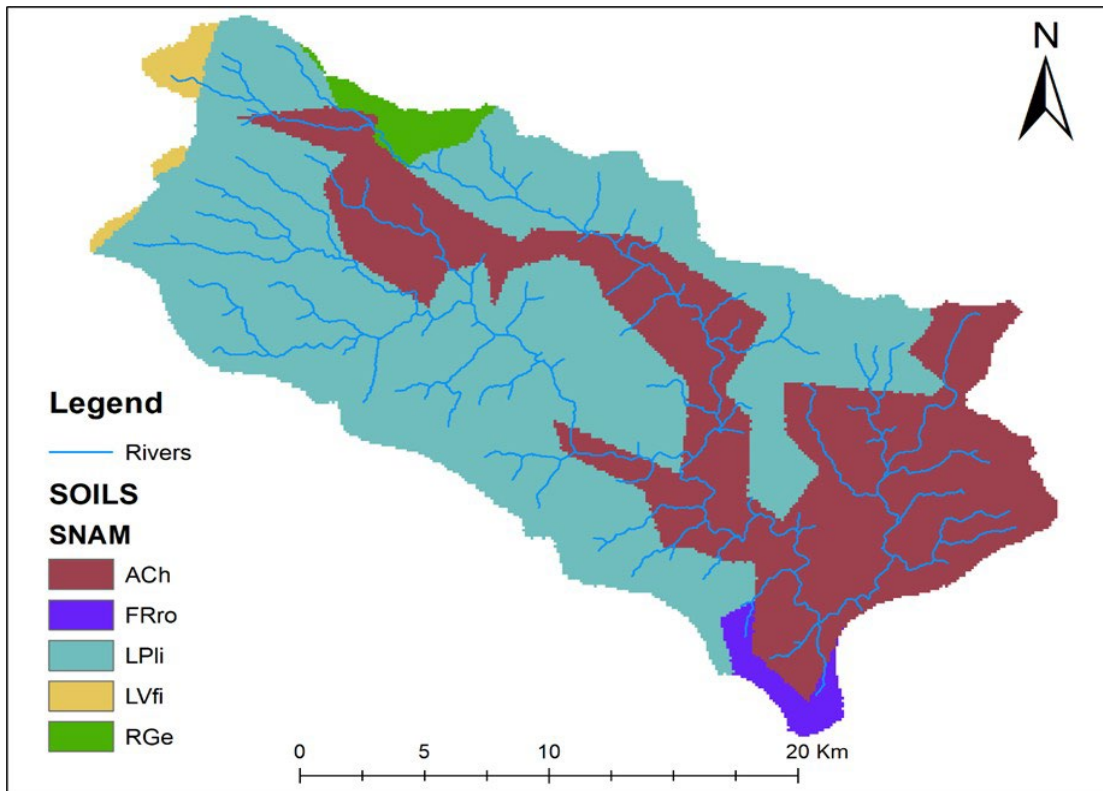 N
Legend
Rivers
SOILS
SNAM
ACh
FRro
LPli
LVfi
RGe
0 5 10 20 Km